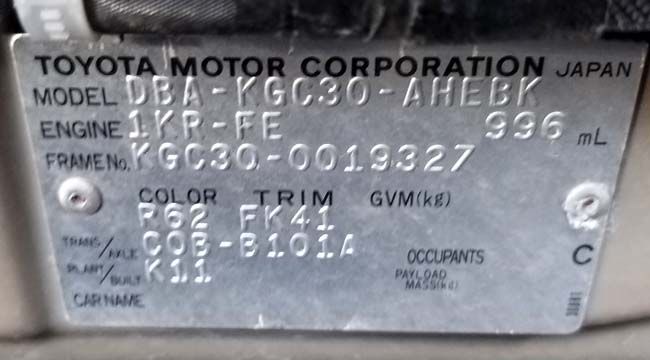 TOYOTA MOTOR CORPORATION JAPAN
MODEL DBA-KGC30-AHEBK
ENGINE 1KR-FE 996 mL
FRAME No. KGC30-0019327
COLOR TRIM GVM(kg)
P62 FK41
TRANS/AXLE C0B-B101A OCCUPANTS C
PLANT/BUILT K11 PAYLOAD MASS(kg)
CAR NAME